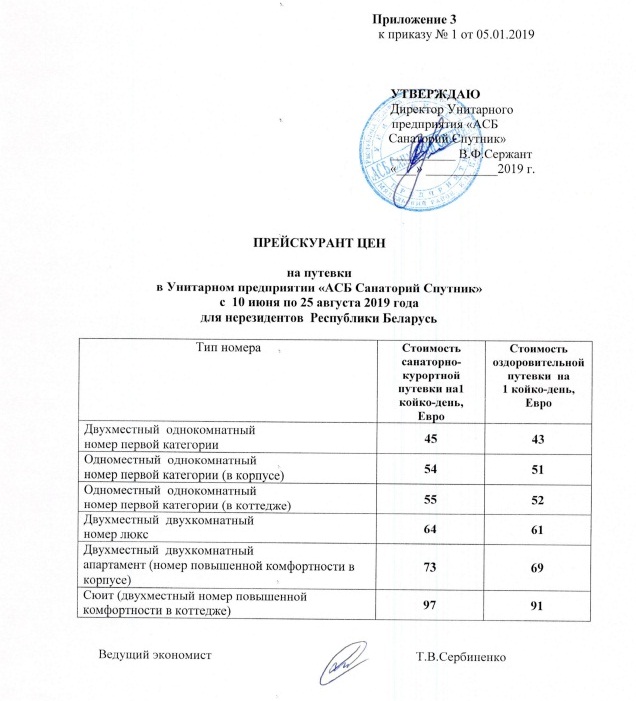 Приложение 3
к приказу № 1 от 05.01.2019
УТВЕРЖДАЮ
Директор Унитарного
предприятия «АСБ
Санаторий Спутник»
__________ В.Ф.Сержант
«___» ___________2019 г.
ПРЕЙСКУРАНТ ЦЕН
на путевки
в Унитарном предприятии «АСБ Санаторий Спутник»
с 10 июня по 25 августа 2019 года
для нерезидентов Республики Беларусь
Тип номера
Стоимость
санаторно-
курортной
путевки на1
койко-день,
Евро
Стоимость
оздоровительной
путевки на
1 койко-день,
Евро
Двухместный однокомнатный
номер первой категории
45
43
Одноместный однокомнатный
номер первой категории (в корпусе)
54
51
Одноместный однокомнатный
номер первой категории (в коттедже)
55
52
Двухместный двухкомнатный
номер люкс
64
61
Двухместный двухкомнатный
апартамент (номер повышенной комфортности в
корпусе)
73
69
Сюит (двухместный номер повышенной
комфортности в коттедже)
97
91
Ведущий экономист
Т.В.Сербиненко